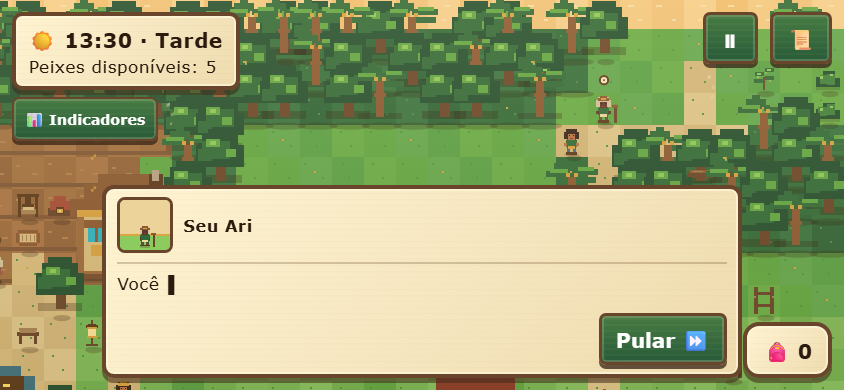 13:30 · Tarde
Peixes disponíveis: 5
Indicadores
Seu Ari
Você
Pular
0